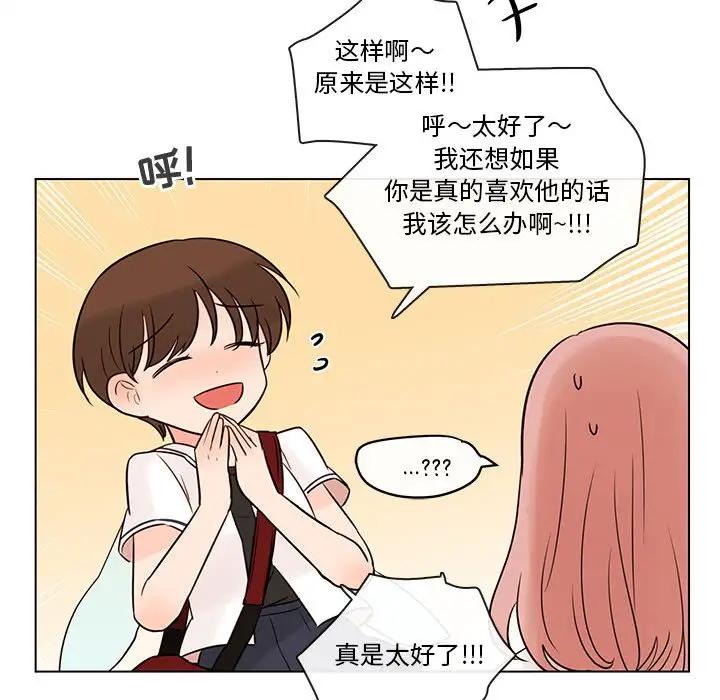 这样啊～
原来是这样!!
呼～太好了～
我还想如果
你是真的喜欢他的话
我该怎么办啊~!!!
呼!
...???
真是太好了!!!